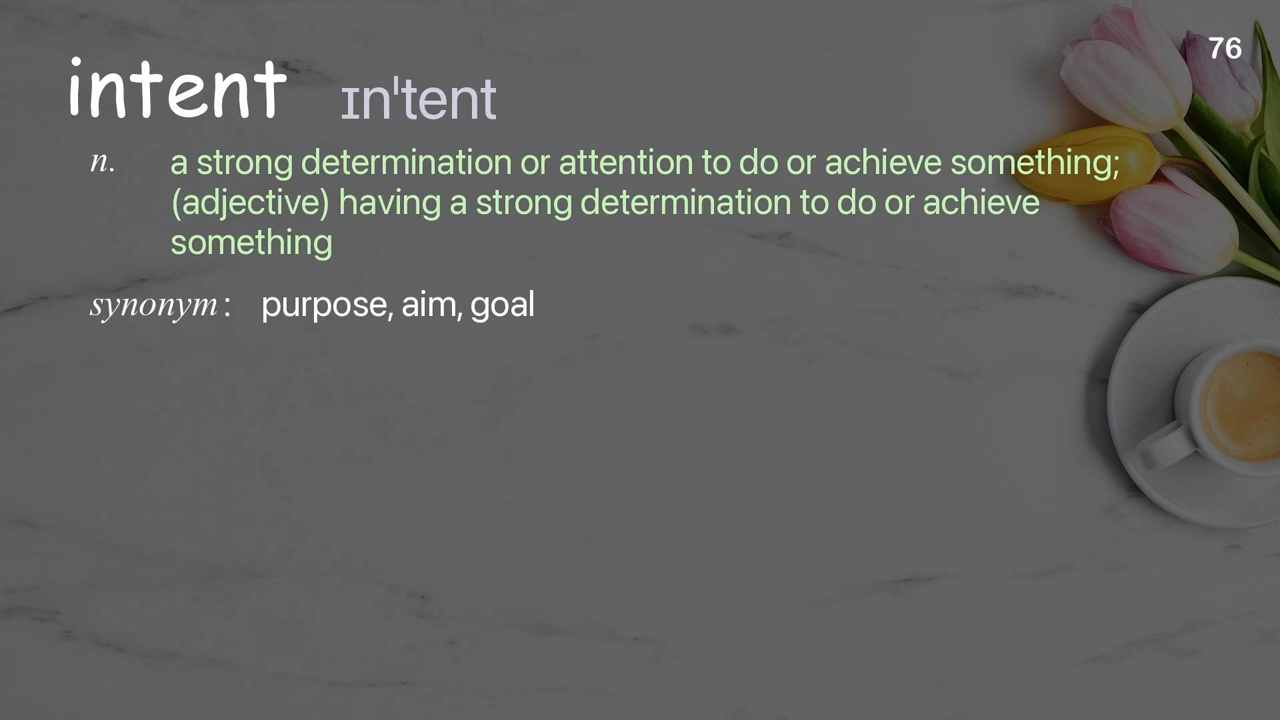 76
intent ɪn'tent
n. a strong determination or attention to do or achieve something;
(adjective) having a strong determination to do or achieve
something
synonym: purpose, aim, goal